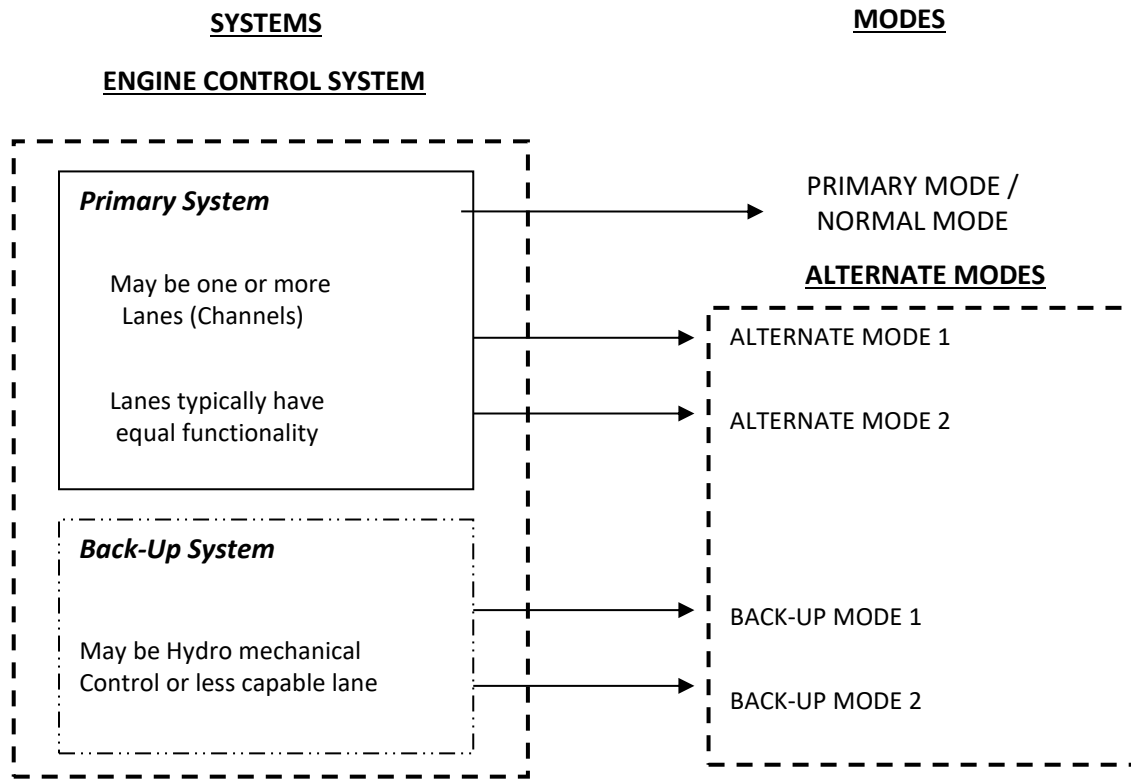 SYSTEMS
ENGINE CONTROL SYSTEM
Primary System
May be one or more
Lanes (Channels)
Lanes typically have
equal functionality
Back-Up System
May be Hydro mechanical
Control or less capable lane
MODES
PRIMARY MODE /
NORMAL MODE
ALTERNATE MODES
ALTERNATE MODE 1
ALTERNATE MODE 2
BACK-UP MODE 1
BACK-UP MODE 2